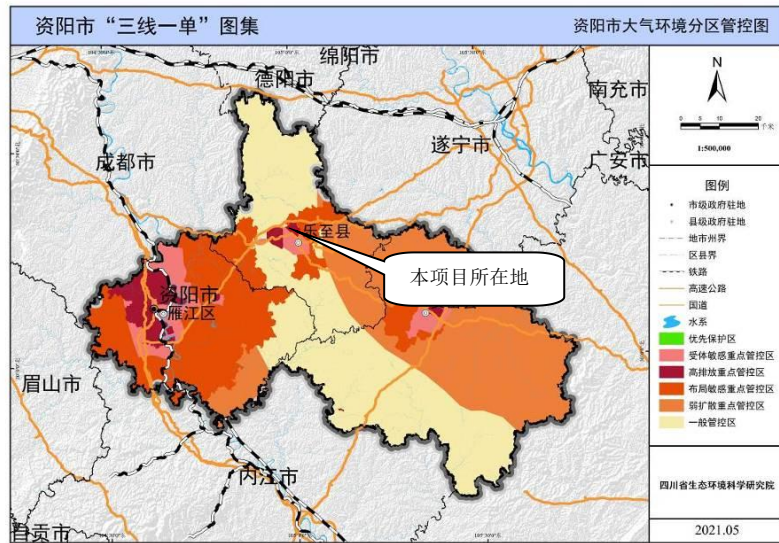 资阳市“三线一单”图集
资阳市大气环境分区管控图
绵阳市
德阳市
南充市
成都市
遂宁市
广安市
乐至县
本项目所在地
资阳市
雁江区
眉山市
内江市
自贡市
N
0 5 10 20
千米
1:500,000
图例
市级政府驻地
县级政府驻地
地市州界
区县界
铁路
高速公路
国道
水系
优先保护区
受体敏感重点管控区
高排放重点管控区
布局敏感重点管控区
弱扩散重点管控区
一般管控区
四川省生态环境科学研究院
2021.05